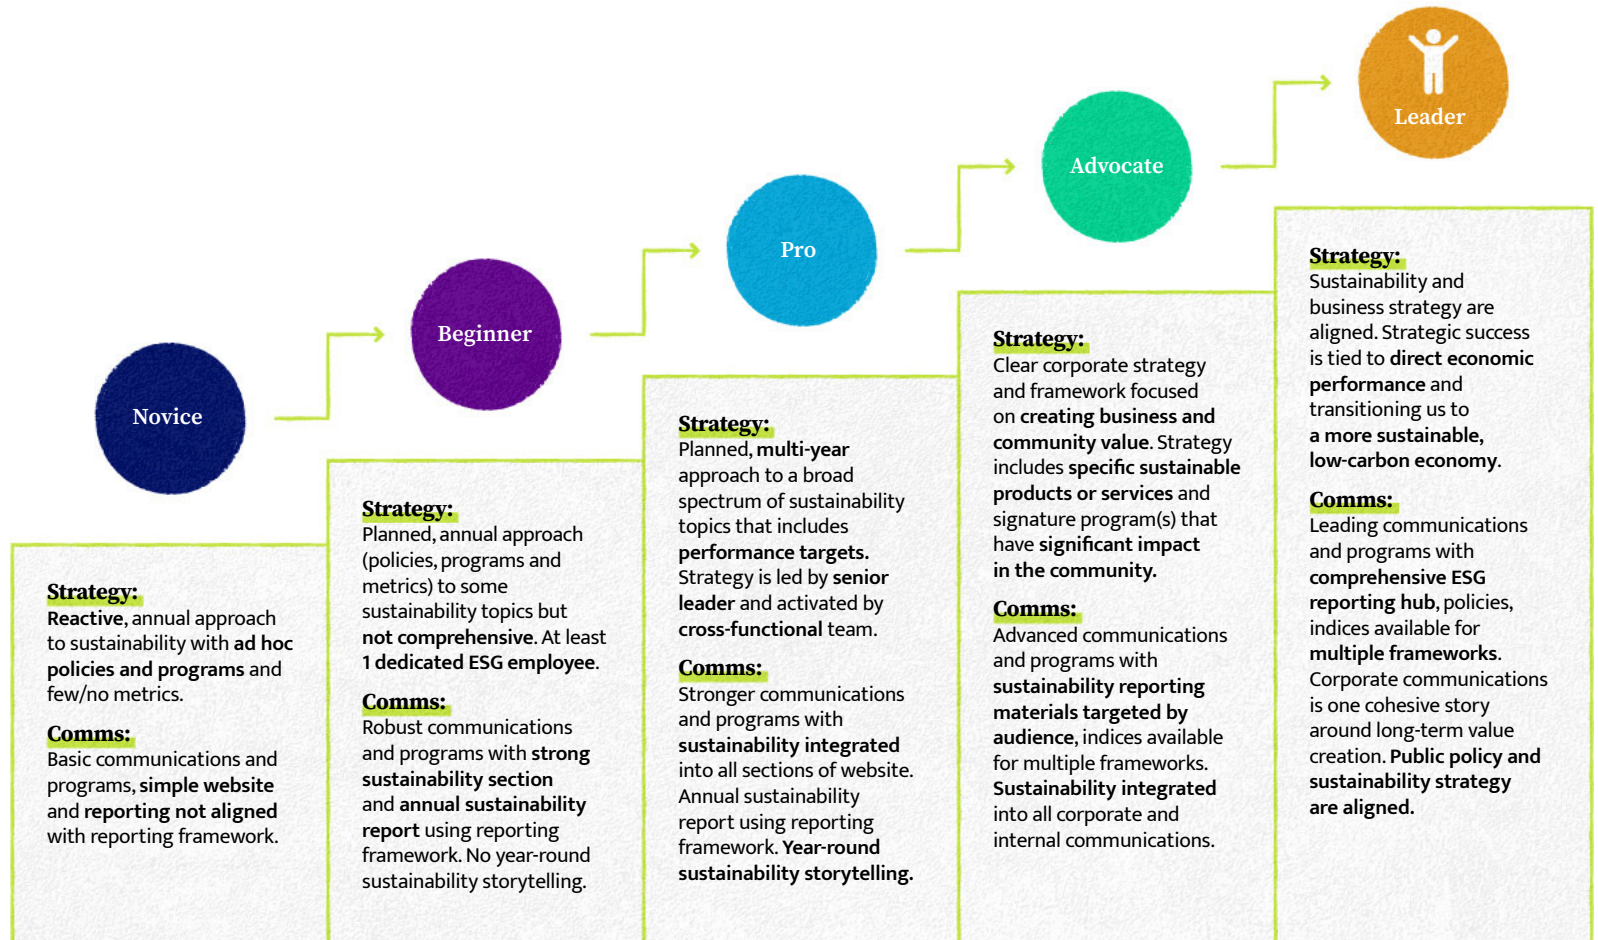 Novice
Strategy:
Reactive, annual approach
to sustainability with ad hoc
policies and programs and
few/no metrics.
Comms:
Basic communications and
programs, simple website
and reporting not aligned
with reporting framework.
Beginner
Strategy:
Planned, annual approach
(policies, programs and
metrics) to some
sustainability topics but
not comprehensive. At least
1 dedicated ESG employee.
Comms:
Robust communications
and programs with strong
sustainability section
and annual sustainability
report using reporting
framework. No year-round
sustainability storytelling.
Pro
Strategy:
Planned, multi-year
approach to a broad
spectrum of sustainability
topics that includes
performance targets.
Strategy is led by senior
leader and activated by
cross-functional team.
Comms:
Stronger communications
and programs with
sustainability integrated
into all sections of website.
Annual sustainability
report using reporting
framework. Year-round
sustainability storytelling.
Advocate
Strategy:
Clear corporate strategy
and framework focused
on creating business and
community value. Strategy
includes specific sustainable
products or services and
signature program(s) that
have significant impact
in the community.
Comms:
Advanced communications
and programs with
sustainability reporting
materials targeted by
audience, indices available
for multiple frameworks.
Sustainability integrated
into all corporate and
internal communications.
Leader
Strategy:
Sustainability and
business strategy are
aligned. Strategic success
is tied to direct economic
performance and
transitioning us to
a more sustainable,
low-carbon economy.
Comms:
Leading communications
and programs with
comprehensive ESG
reporting hub, policies,
indices available for
multiple frameworks.
Corporate communications
is one cohesive story
around long-term value
creation. Public policy and
sustainability strategy
are aligned.